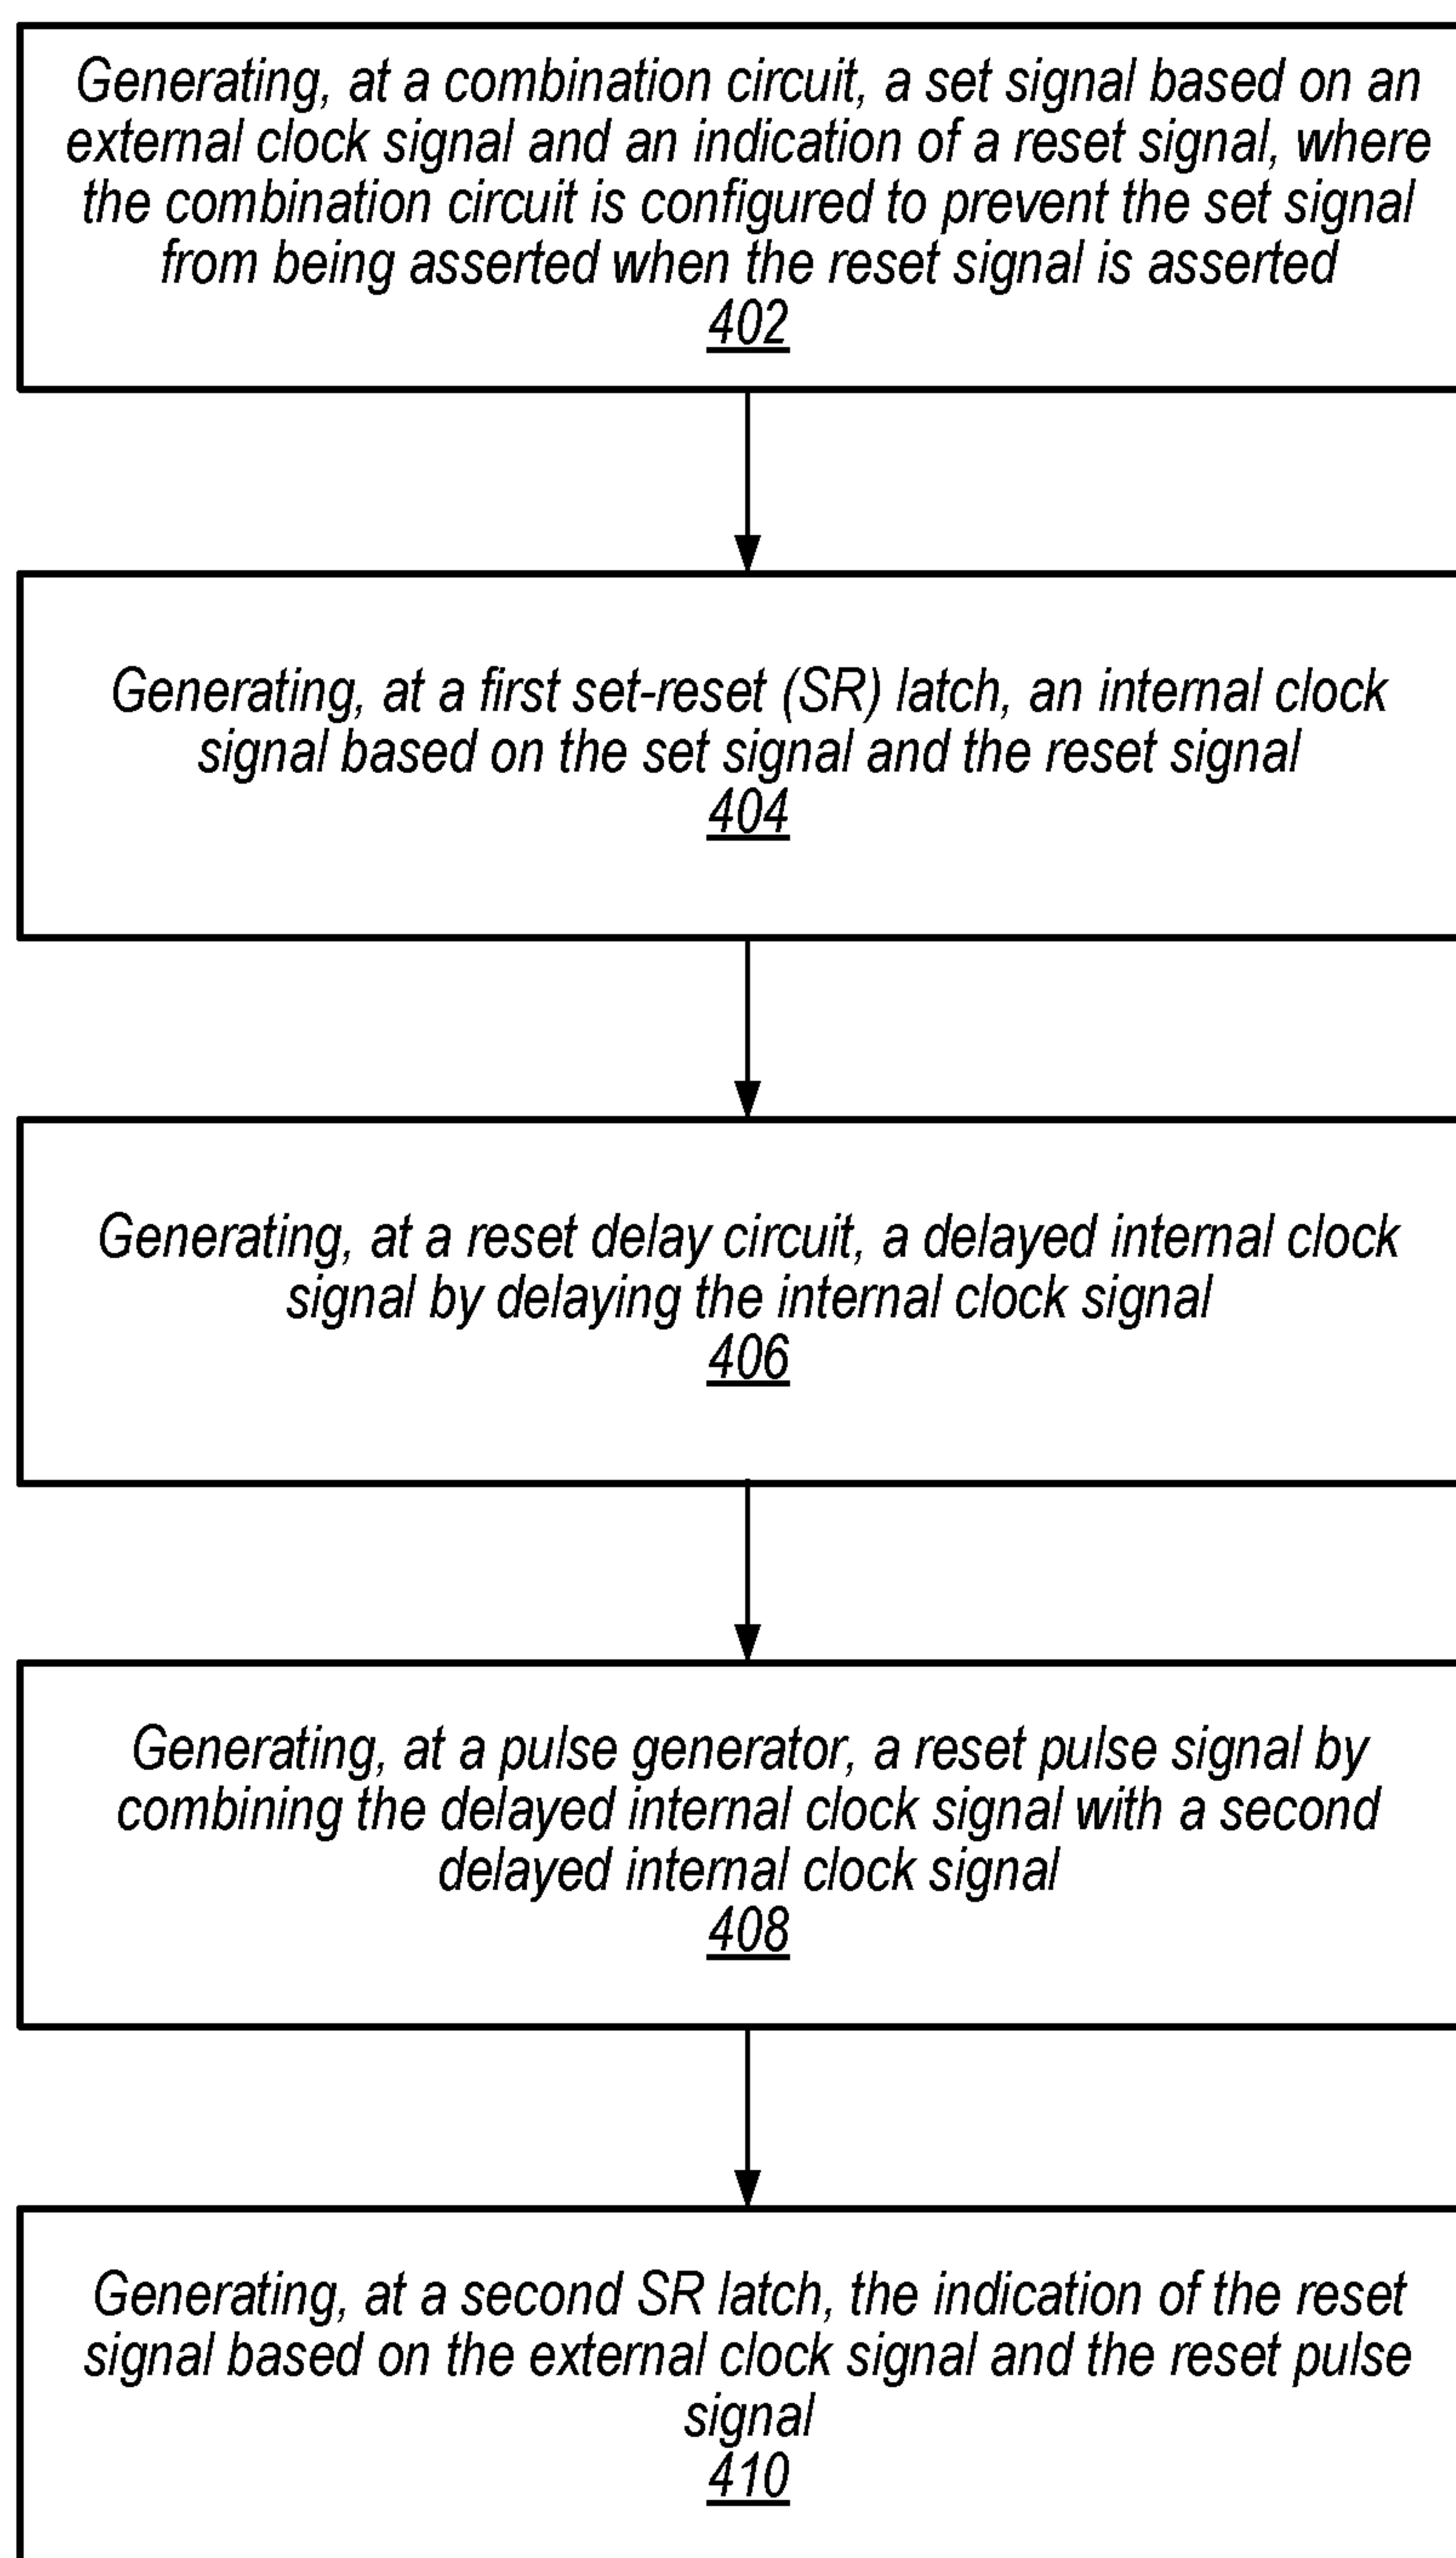 Generating, at a combination circuit, a set signal based on an
external clock signal and an indication of a reset signal, where
the combination circuit is configured to prevent the set signal
from being asserted when the reset signal is asserted
402
Generating, at a first set-reset (SR) latch, an internal clock
signal based on the set signal and the reset signal
404
Generating, at a reset delay circuit, a delayed internal clock
signal by delaying the internal clock signal
406
Generating, at a pulse generator, a reset pulse signal by
combining the delayed internal clock signal with a second
delayed internal clock signal
408
Generating, at a second SR latch, the indication of the reset
signal based on the external clock signal and the reset pulse
signal
410